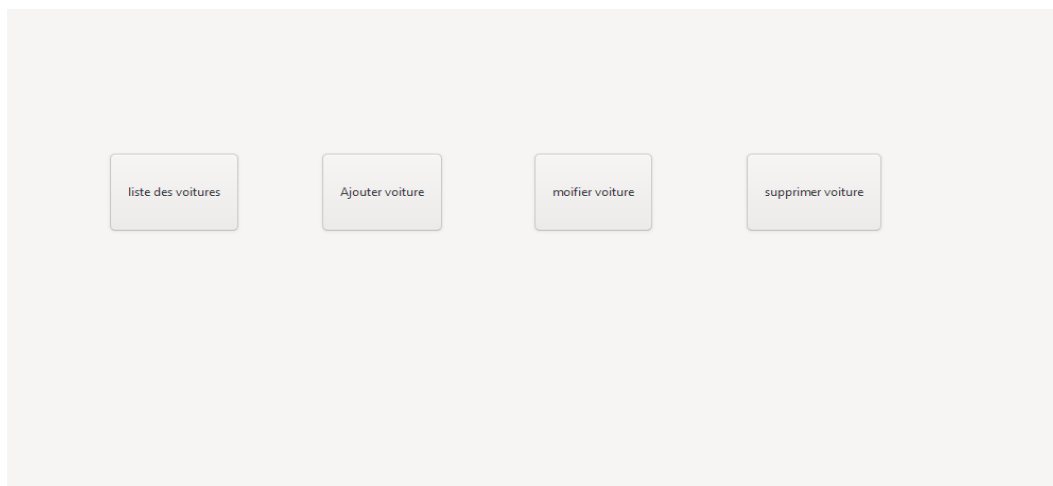 liste des voitures
Ajouter voiture
moifier voiture
supprimer voiture